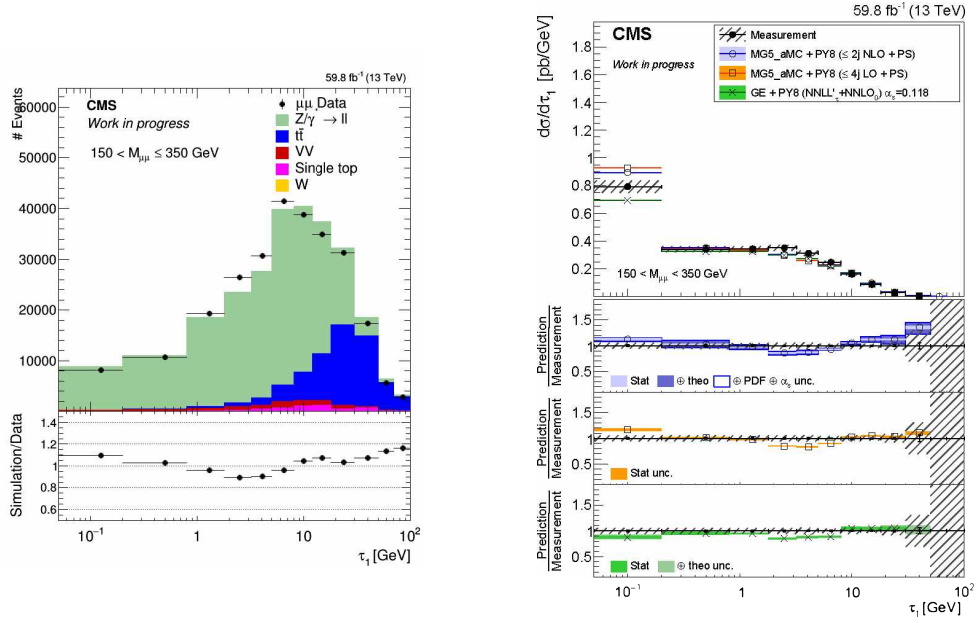 59.8 fb⁻¹ (13 TeV)
# Events
60000
50000
40000
30000
20000
10000
CMS
Work in progress
150 < Mμμ ≤ 350 GeV
μμ Data
Z/γ* → ll
tt̄
VV
Single top
W
Simulation/Data
1.4
1.2
1
0.8
0.6
10⁻¹ 1 10 10²
τ₁ [GeV]
59.8 fb⁻¹ (13 TeV)
dσ/dτ₁ [pb/GeV]
1.8
1.6
1.4
1.2
1
0.8
0.6
0.4
0.2
CMS
Work in progress
Measurement
MG5_aMC + PY8 (≤ 2j NLO + PS)
MG5_aMC + PY8 (≤ 4j LO + PS)
GE + PY8 (NNLL'τ+NNLO₀) αs=0.118
150 < Mμμ < 350 GeV
Prediction
Measurement
1.5
1
0.5
Stat ⊕ theo ⊕ PDF ⊕ αs unc.
Prediction
Measurement
1.5
1
0.5
Stat unc.
Prediction
Measurement
1.5
1
0.5
Stat ⊕ theo unc.
10⁻¹ 1 10 10²
τ₁ [GeV]